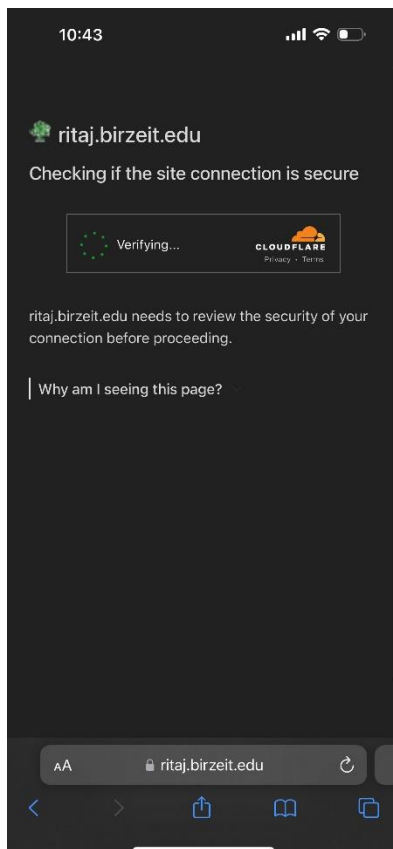 10:43
ritaj.birzeit.edu
Checking if the site connection is secure
Verifying...
CLOUDFLARE
Privacy • Terms
ritaj.birzeit.edu needs to review the security of your
connection before proceeding.
Why am I seeing this page?
AA
ritaj.birzeit.edu